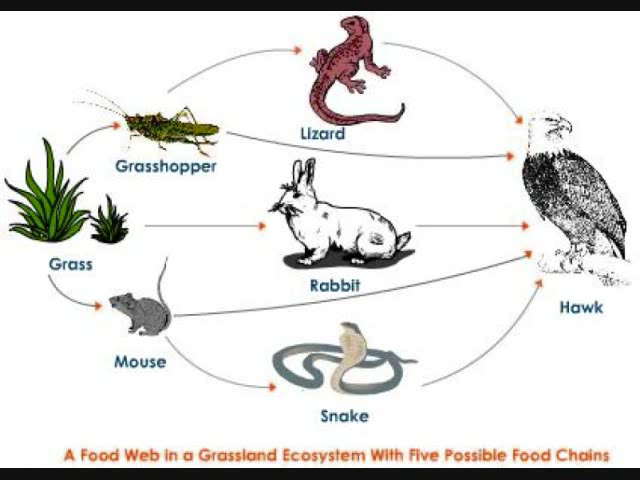 Lizard
Grasshopper
Grass
Rabbit
Hawk
Mouse
Snake
A Food Web in a Grassland Ecosystem With Five Possible Food Chains